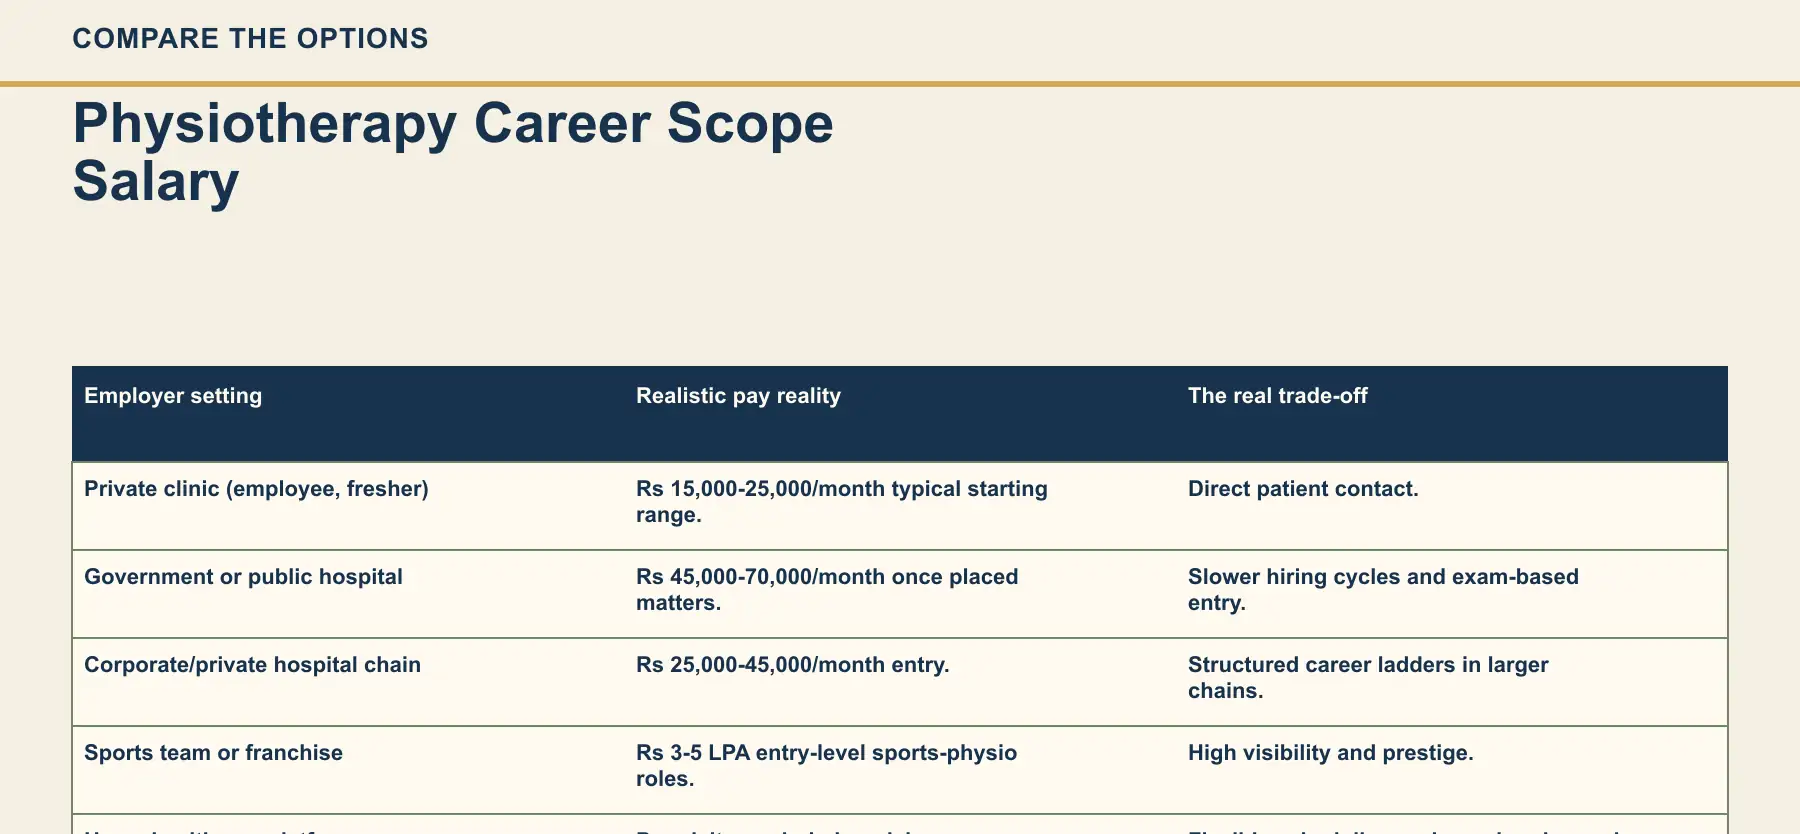 COMPARE THE OPTIONS
Physiotherapy Career Scope
Salary
Employer setting
Realistic pay reality
The real trade-off
Private clinic (employee, fresher)
Rs 15,000-25,000/month typical starting
range.
Direct patient contact.
Government or public hospital
Rs 45,000-70,000/month once placed
matters.
Slower hiring cycles and exam-based
entry.
Corporate/private hospital chain
Rs 25,000-45,000/month entry.
Structured career ladders in larger
chains.
Sports team or franchise
Rs 3-5 LPA entry-level sports-physio
roles.
High visibility and prestige.